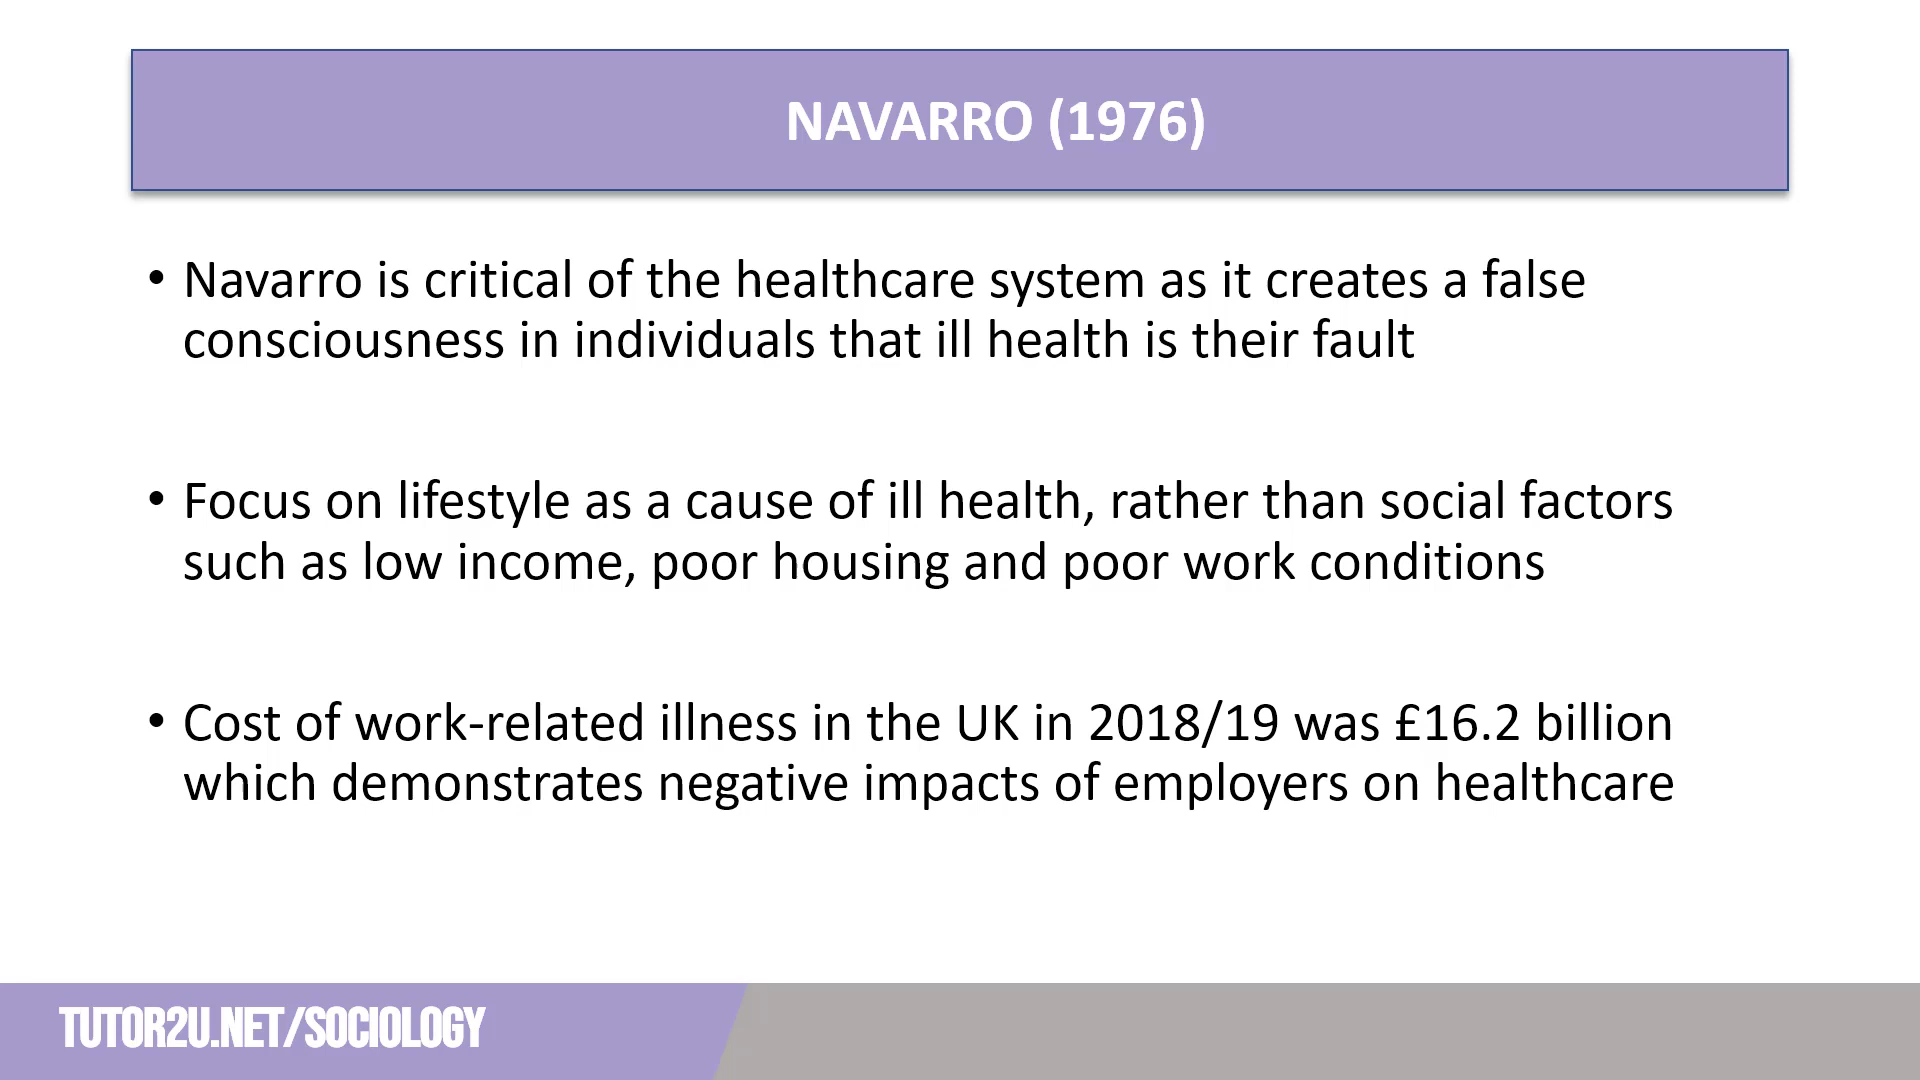 NAVARRO (1976)
• Navarro is critical of the healthcare system as it creates a false
consciousness in individuals that ill health is their fault
• Focus on lifestyle as a cause of ill health, rather than social factors
such as low income, poor housing and poor work conditions
• Cost of work-related illness in the UK in 2018/19 was £16.2 billion
which demonstrates negative impacts of employers on healthcare
TUTOR2U.NET/SOCIOLOGY